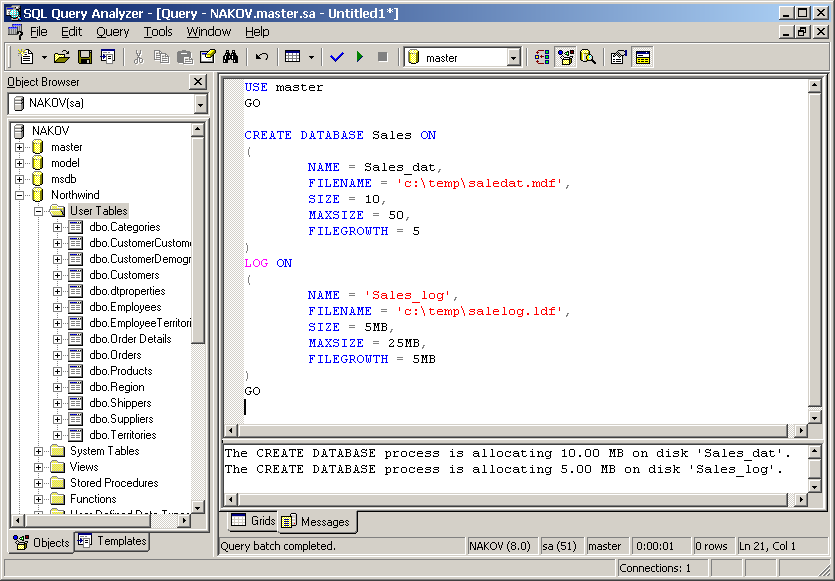 SQL Query Analyzer - [Query - NAKOV.master.sa - Untitled1*]
File Edit Query Tools Window Help
master
Object Browser
NAKOV(sa)
NAKOV
master
model
msdb
Northwind
User Tables
dbo.Categories
dbo.CustomerCustome
dbo.CustomerDemogr
dbo.Customers
dbo.dtproperties
dbo.Employees
dbo.EmployeeTerritori
dbo.Order Details
dbo.Orders
dbo.Products
dbo.Region
dbo.Shippers
dbo.Suppliers
dbo.Territories
System Tables
Views
Stored Procedures
Functions
User Defined Data Types
Objects Templates
USE master
GO
CREATE DATABASE Sales ON
(
NAME = Sales_dat,
FILENAME = 'c:\temp\saledat.mdf',
SIZE = 10,
MAXSIZE = 50,
FILEGROWTH = 5
)
LOG ON
(
NAME = 'Sales_log',
FILENAME = 'c:\temp\salelog.ldf',
SIZE = 5MB,
MAXSIZE = 25MB,
FILEGROWTH = 5MB
)
GO
The CREATE DATABASE process is allocating 10.00 MB on disk 'Sales_dat'.
The CREATE DATABASE process is allocating 5.00 MB on disk 'Sales_log'.
Grids Messages
Query batch completed. NAKOV (8.0) sa (51) master 0:00:01 0 rows Ln 21, Col 1
Connections: 1